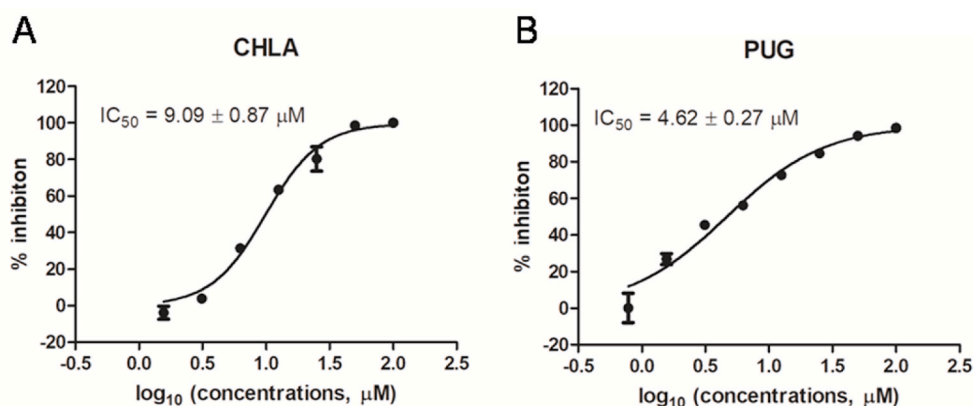 A
CHLA
120
100
80
60
40
20
0
-20
% inhibiton
IC50 = 9.09 ± 0.87 μM
-0.5 0.0 0.5 1.0 1.5 2.0 2.5
log10 (concentrations, μM)
B
PUG
120
100
80
60
40
20
0
-20
% inhibiton
IC50 = 4.62 ± 0.27 μM
-0.5 0.0 0.5 1.0 1.5 2.0 2.5
log10 (concentrations, μM)